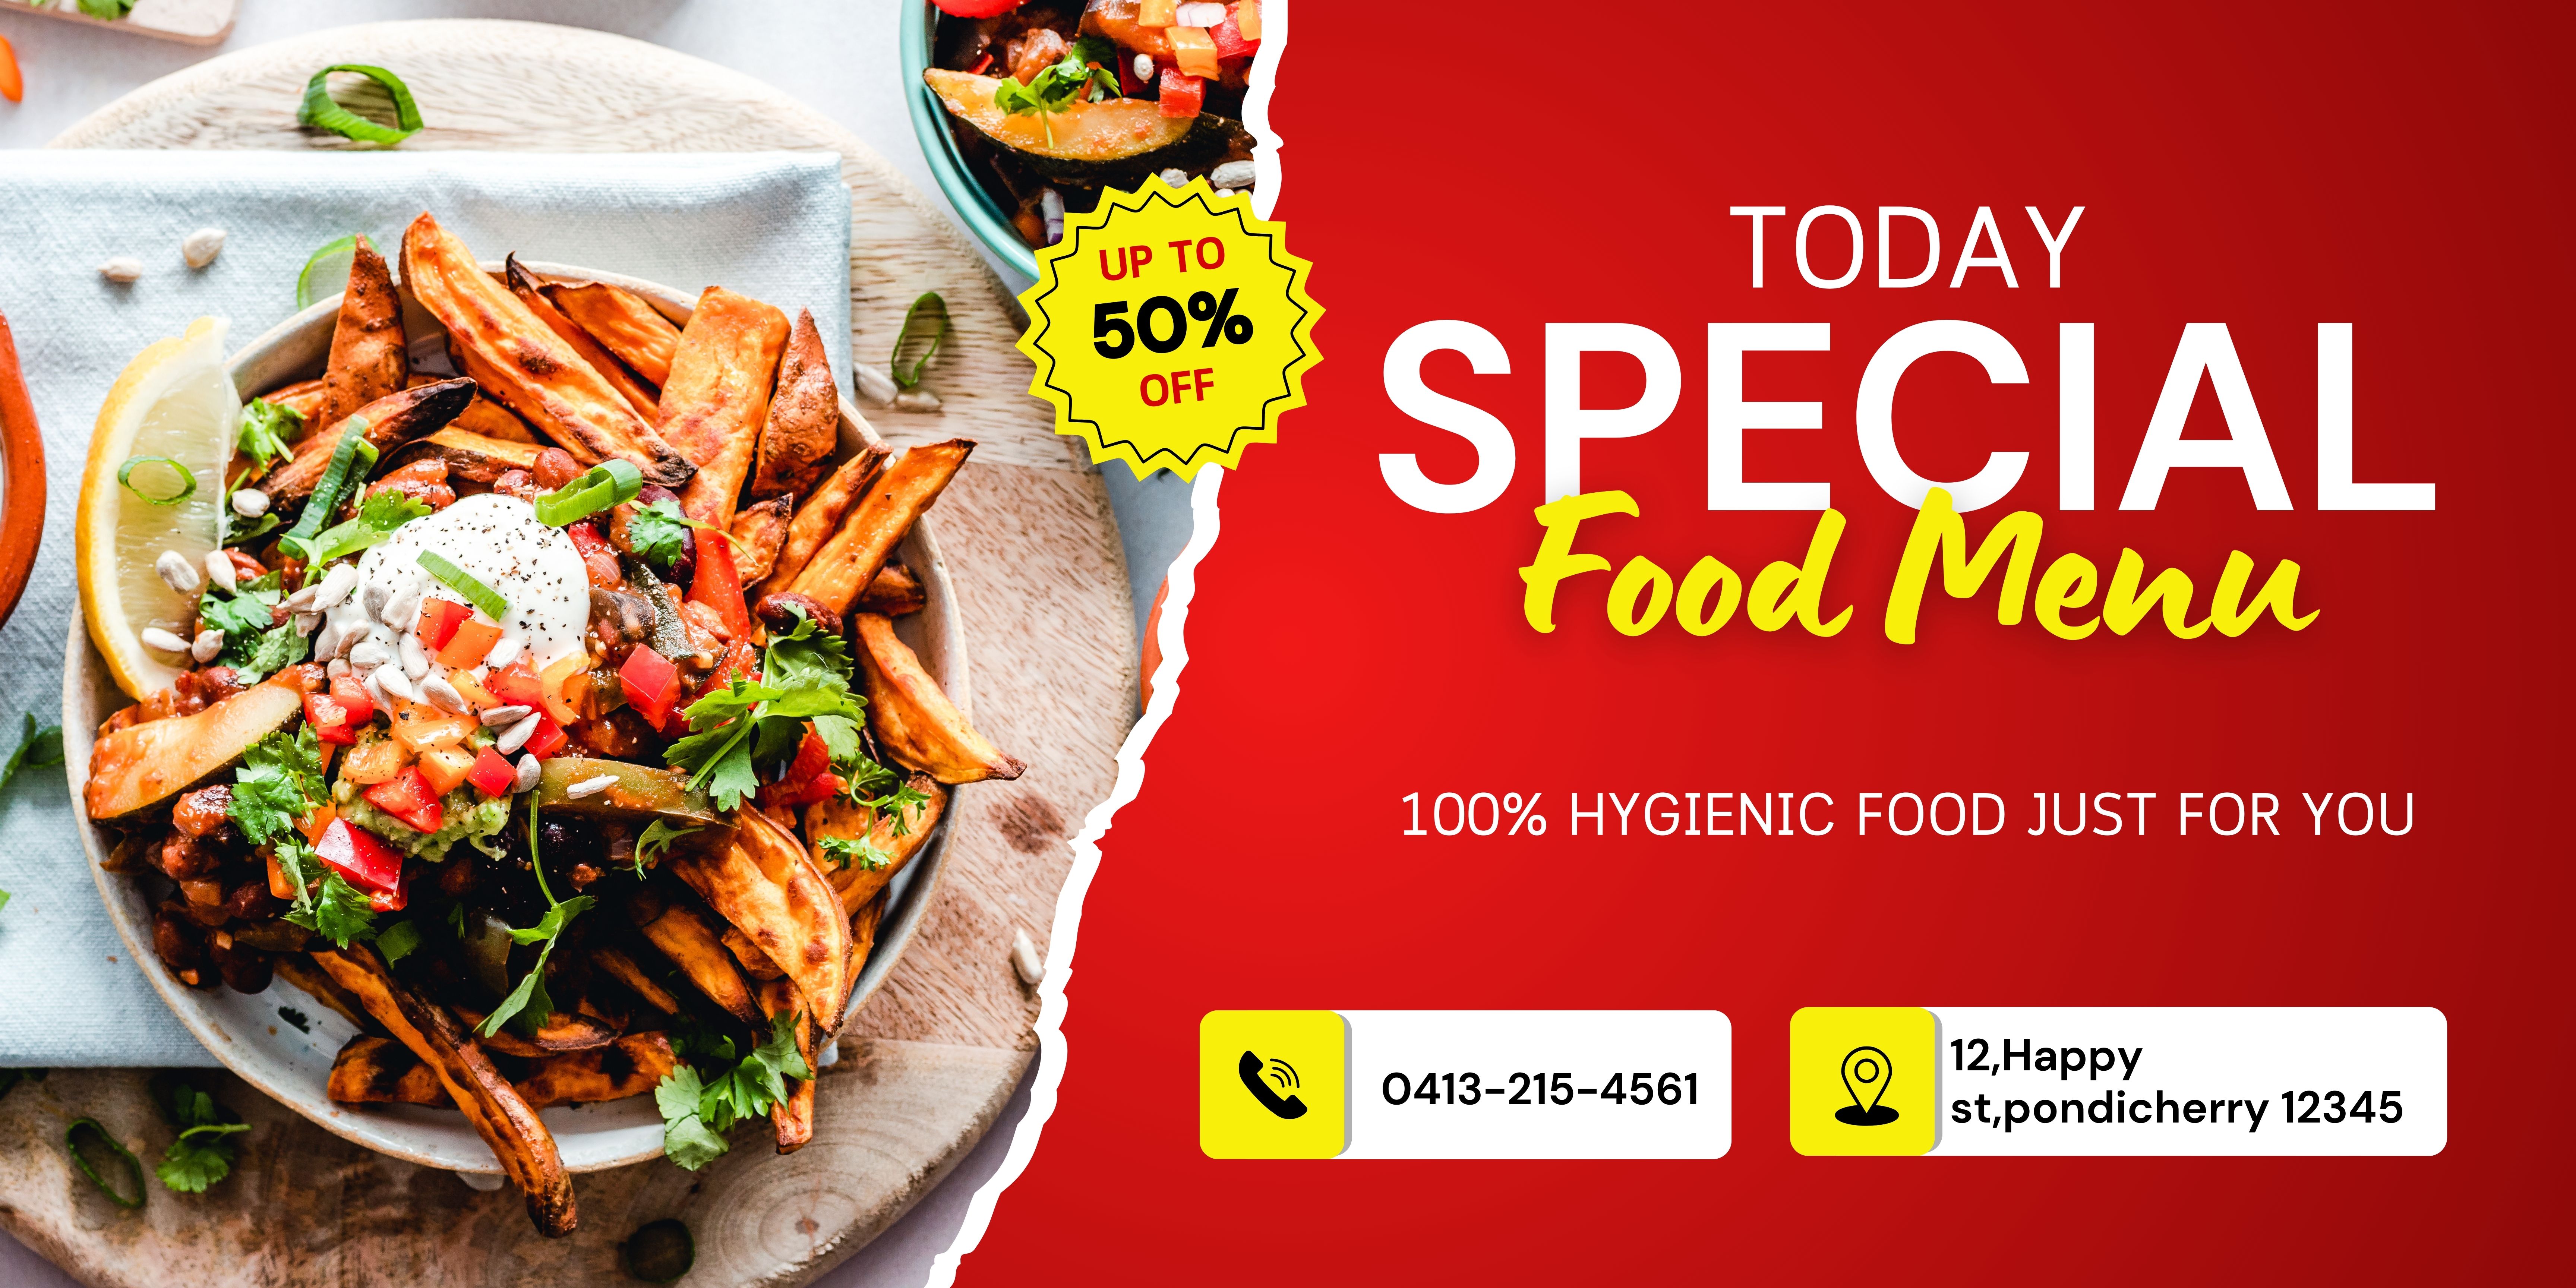 UP TO
50%
OFF
TODAY
SPECIAL
Food Menu
100% HYGIENIC FOOD JUST FOR YOU
0413-215-4561
12,Happy
st,pondicherry 12345